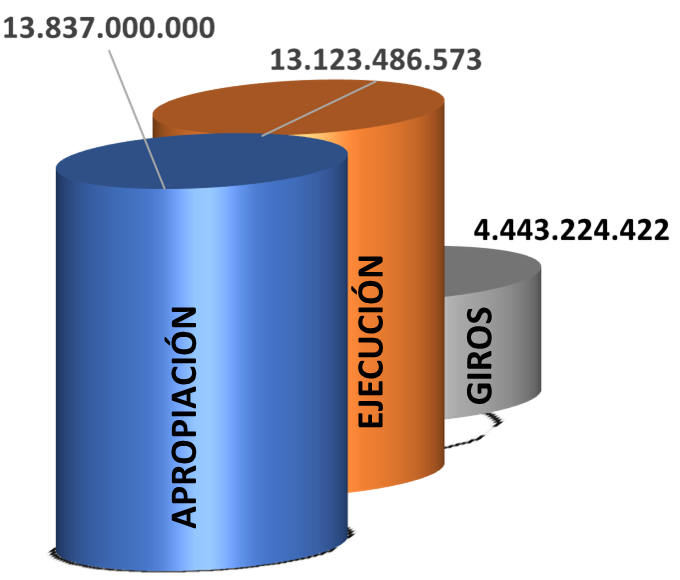 13.837.000.000
13.123.486.573
4.443.224.422
APROPIACIÓN
EJECUCIÓN
GIROS